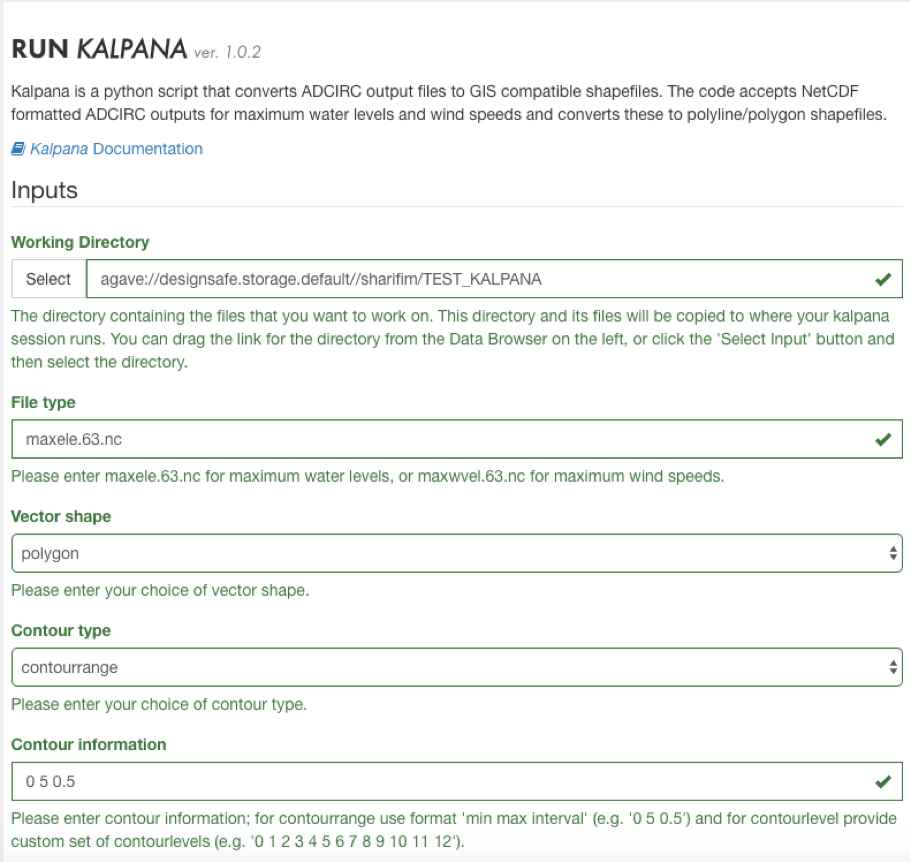 RUN KALPANA ver. 1.0.2
Kalpana is a python script that converts ADCIRC output files to GIS compatible shapefiles. The code accepts NetCDF
formatted ADCIRC outputs for maximum water levels and wind speeds and converts these to polyline/polygon shapefiles.
Kalpana Documentation
Inputs
Working Directory
Select agave://designsafe.storage.default//sharifim/TEST_KALPANA
The directory containing the files that you want to work on. This directory and its files will be copied to where your kalpana
session runs. You can drag the link for the directory from the Data Browser on the left, or click the 'Select Input' button and
then select the directory.
File type
maxele.63.nc
Please enter maxele.63.nc for maximum water levels, or maxwvel.63.nc for maximum wind speeds.
Vector shape
polygon
Please enter your choice of vector shape.
Contour type
contourrange
Please enter your choice of contour type.
Contour information
0 5 0.5
Please enter contour information; for contourrange use format 'min max interval' (e.g. '0 5 0.5') and for contourlevel provide
custom set of contourlevels (e.g. '0 1 2 3 4 5 6 7 8 9 10 11 12').